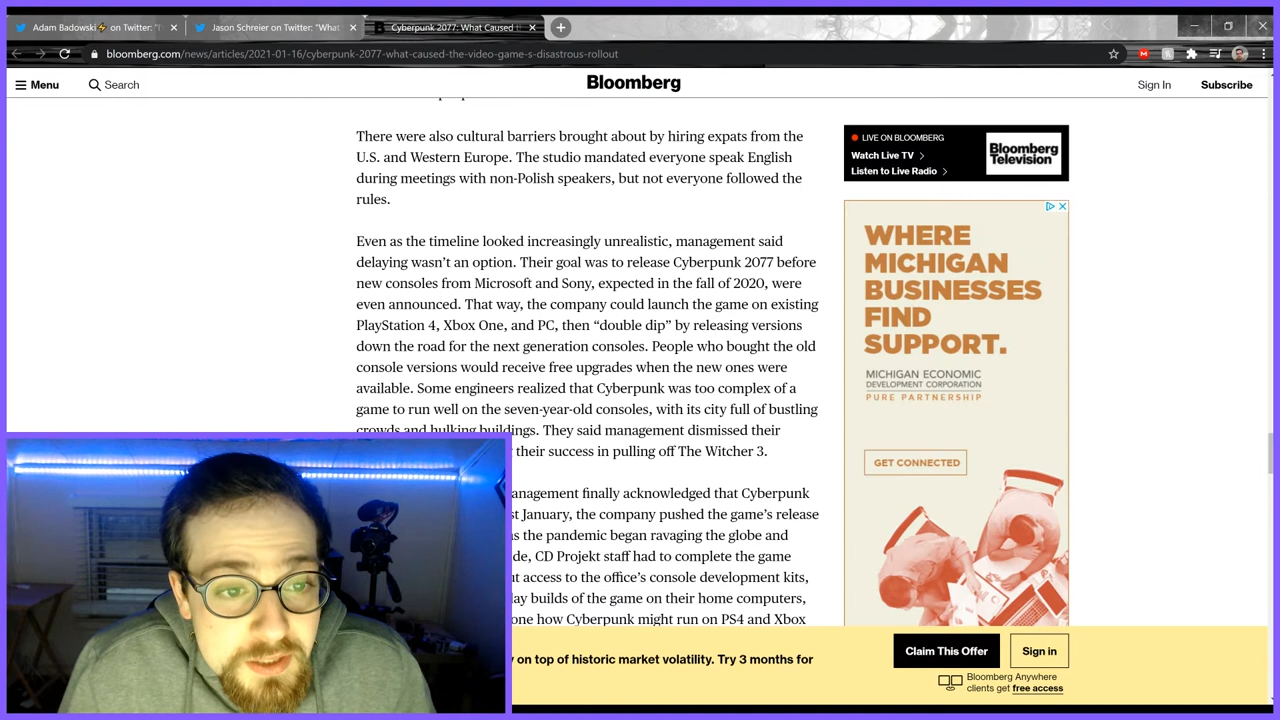 Adam Badowski⚡ on Twitter: "
Jason Schreier on Twitter: "What
Cyberpunk 2077: What Caused
bloomberg.com/news/articles/2021-01-16/cyberpunk-2077-what-caused-the-video-game-s-disastrous-rollout
Menu
Search
Bloomberg
Sign In
Subscribe
There were also cultural barriers brought about by hiring expats from the
U.S. and Western Europe. The studio mandated everyone speak English
during meetings with non-Polish speakers, but not everyone followed the
rules.
Even as the timeline looked increasingly unrealistic, management said
delaying wasn't an option. Their goal was to release Cyberpunk 2077 before
new consoles from Microsoft and Sony, expected in the fall of 2020, were
even announced. That way, the company could launch the game on existing
PlayStation 4, Xbox One, and PC, then “double dip” by releasing versions
down the road for the next generation consoles. People who bought the old
console versions would receive free upgrades when the new ones were
available. Some engineers realized that Cyberpunk was too complex of a
game to run well on the seven-year-old consoles, with its city full of bustling
crowds and hulking buildings. They said management dismissed their
their success in pulling off The Witcher 3.
anagement finally acknowledged that Cyberpunk
st January, the company pushed the game's release
as the pandemic began ravaging the globe and
de, CD Projekt staff had to complete the game
ut access to the office's console development kits,
lay builds of the game on their home computers,
one how Cyberpunk might run on PS4 and Xbox
LIVE ON BLOOMBERG
Watch Live TV
Listen to Live Radio
Bloomberg
Television
WHERE
MICHIGAN
BUSINESSES
FIND
SUPPORT.
MICHIGAN ECONOMIC
DEVELOPMENT CORPORATION
PURE PARTNERSHIP
GET CONNECTED
y on top of historic market volatility. Try 3 months for
Claim This Offer
Sign in
Bloomberg Anywhere
clients get free access